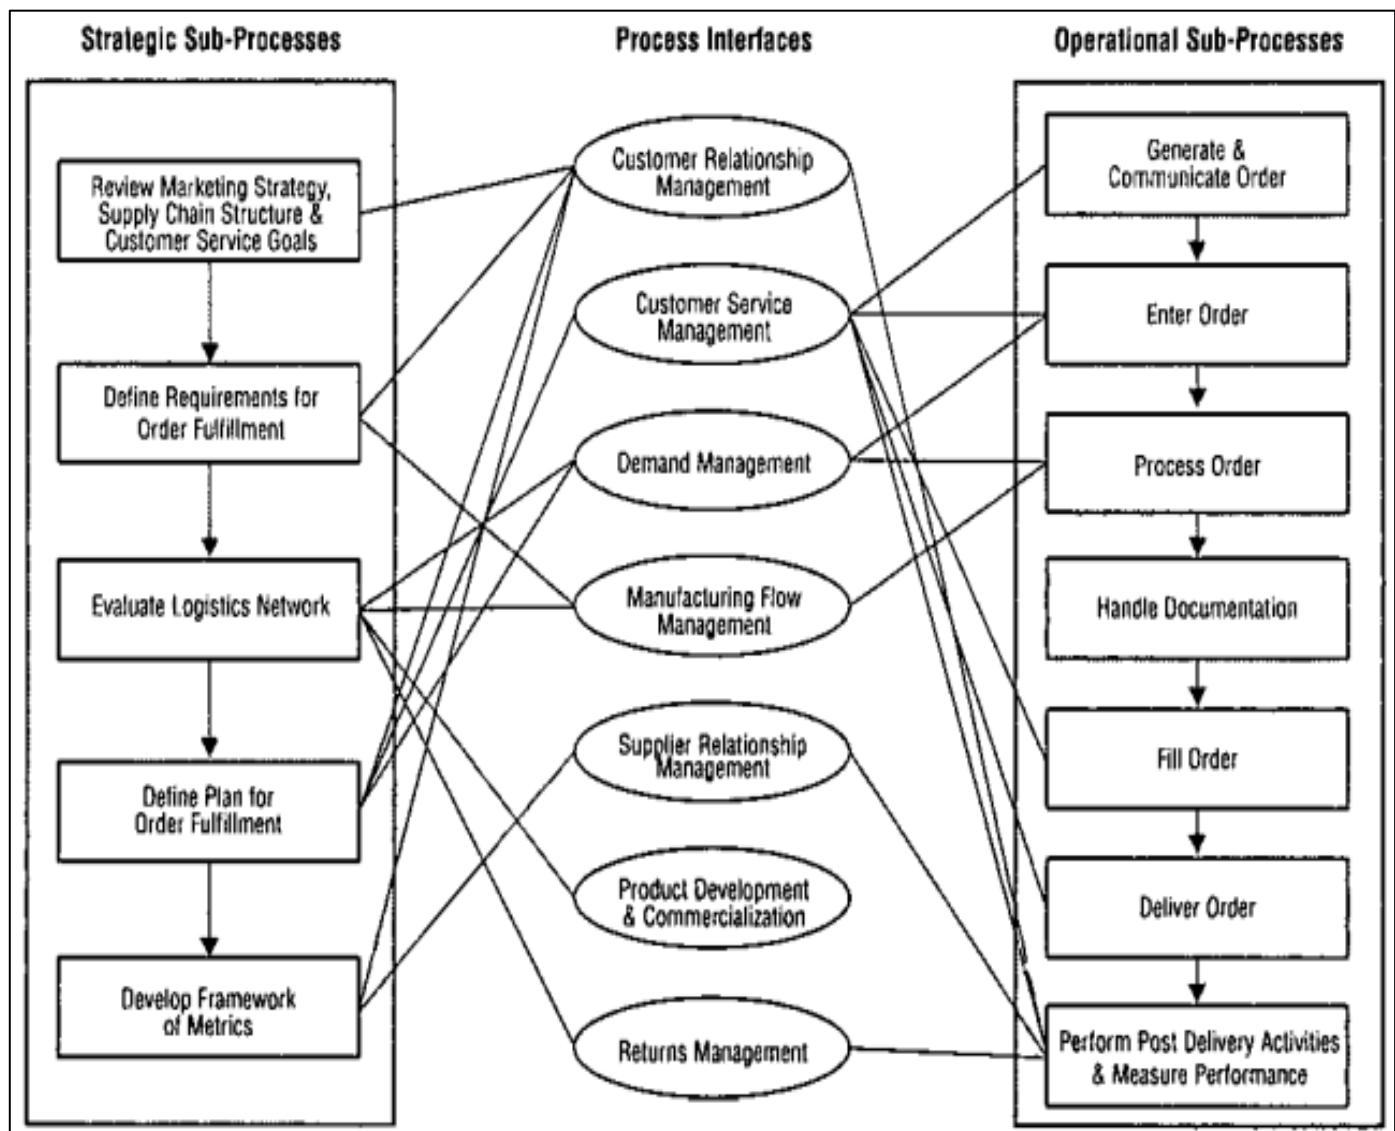 Strategic Sub-Processes
Process Interfaces
Operational Sub-Processes
Review Marketing Strategy,
Supply Chain Structure &
Customer Service Goals
Define Requirements for
Order Fulfillment
Evaluate Logistics Network
Define Plan for
Order Fulfillment
Develop Framework
of Metrics
Customer Relationship
Management
Customer Service
Management
Demand Management
Manufacturing Flow
Management
Supplier Relationship
Management
Product Development
& Commercialization
Returns Management
Generate &
Communicate Order
Enter Order
Process Order
Handle Documentation
Fill Order
Deliver Order
Perform Post Delivery Activities
& Measure Performance